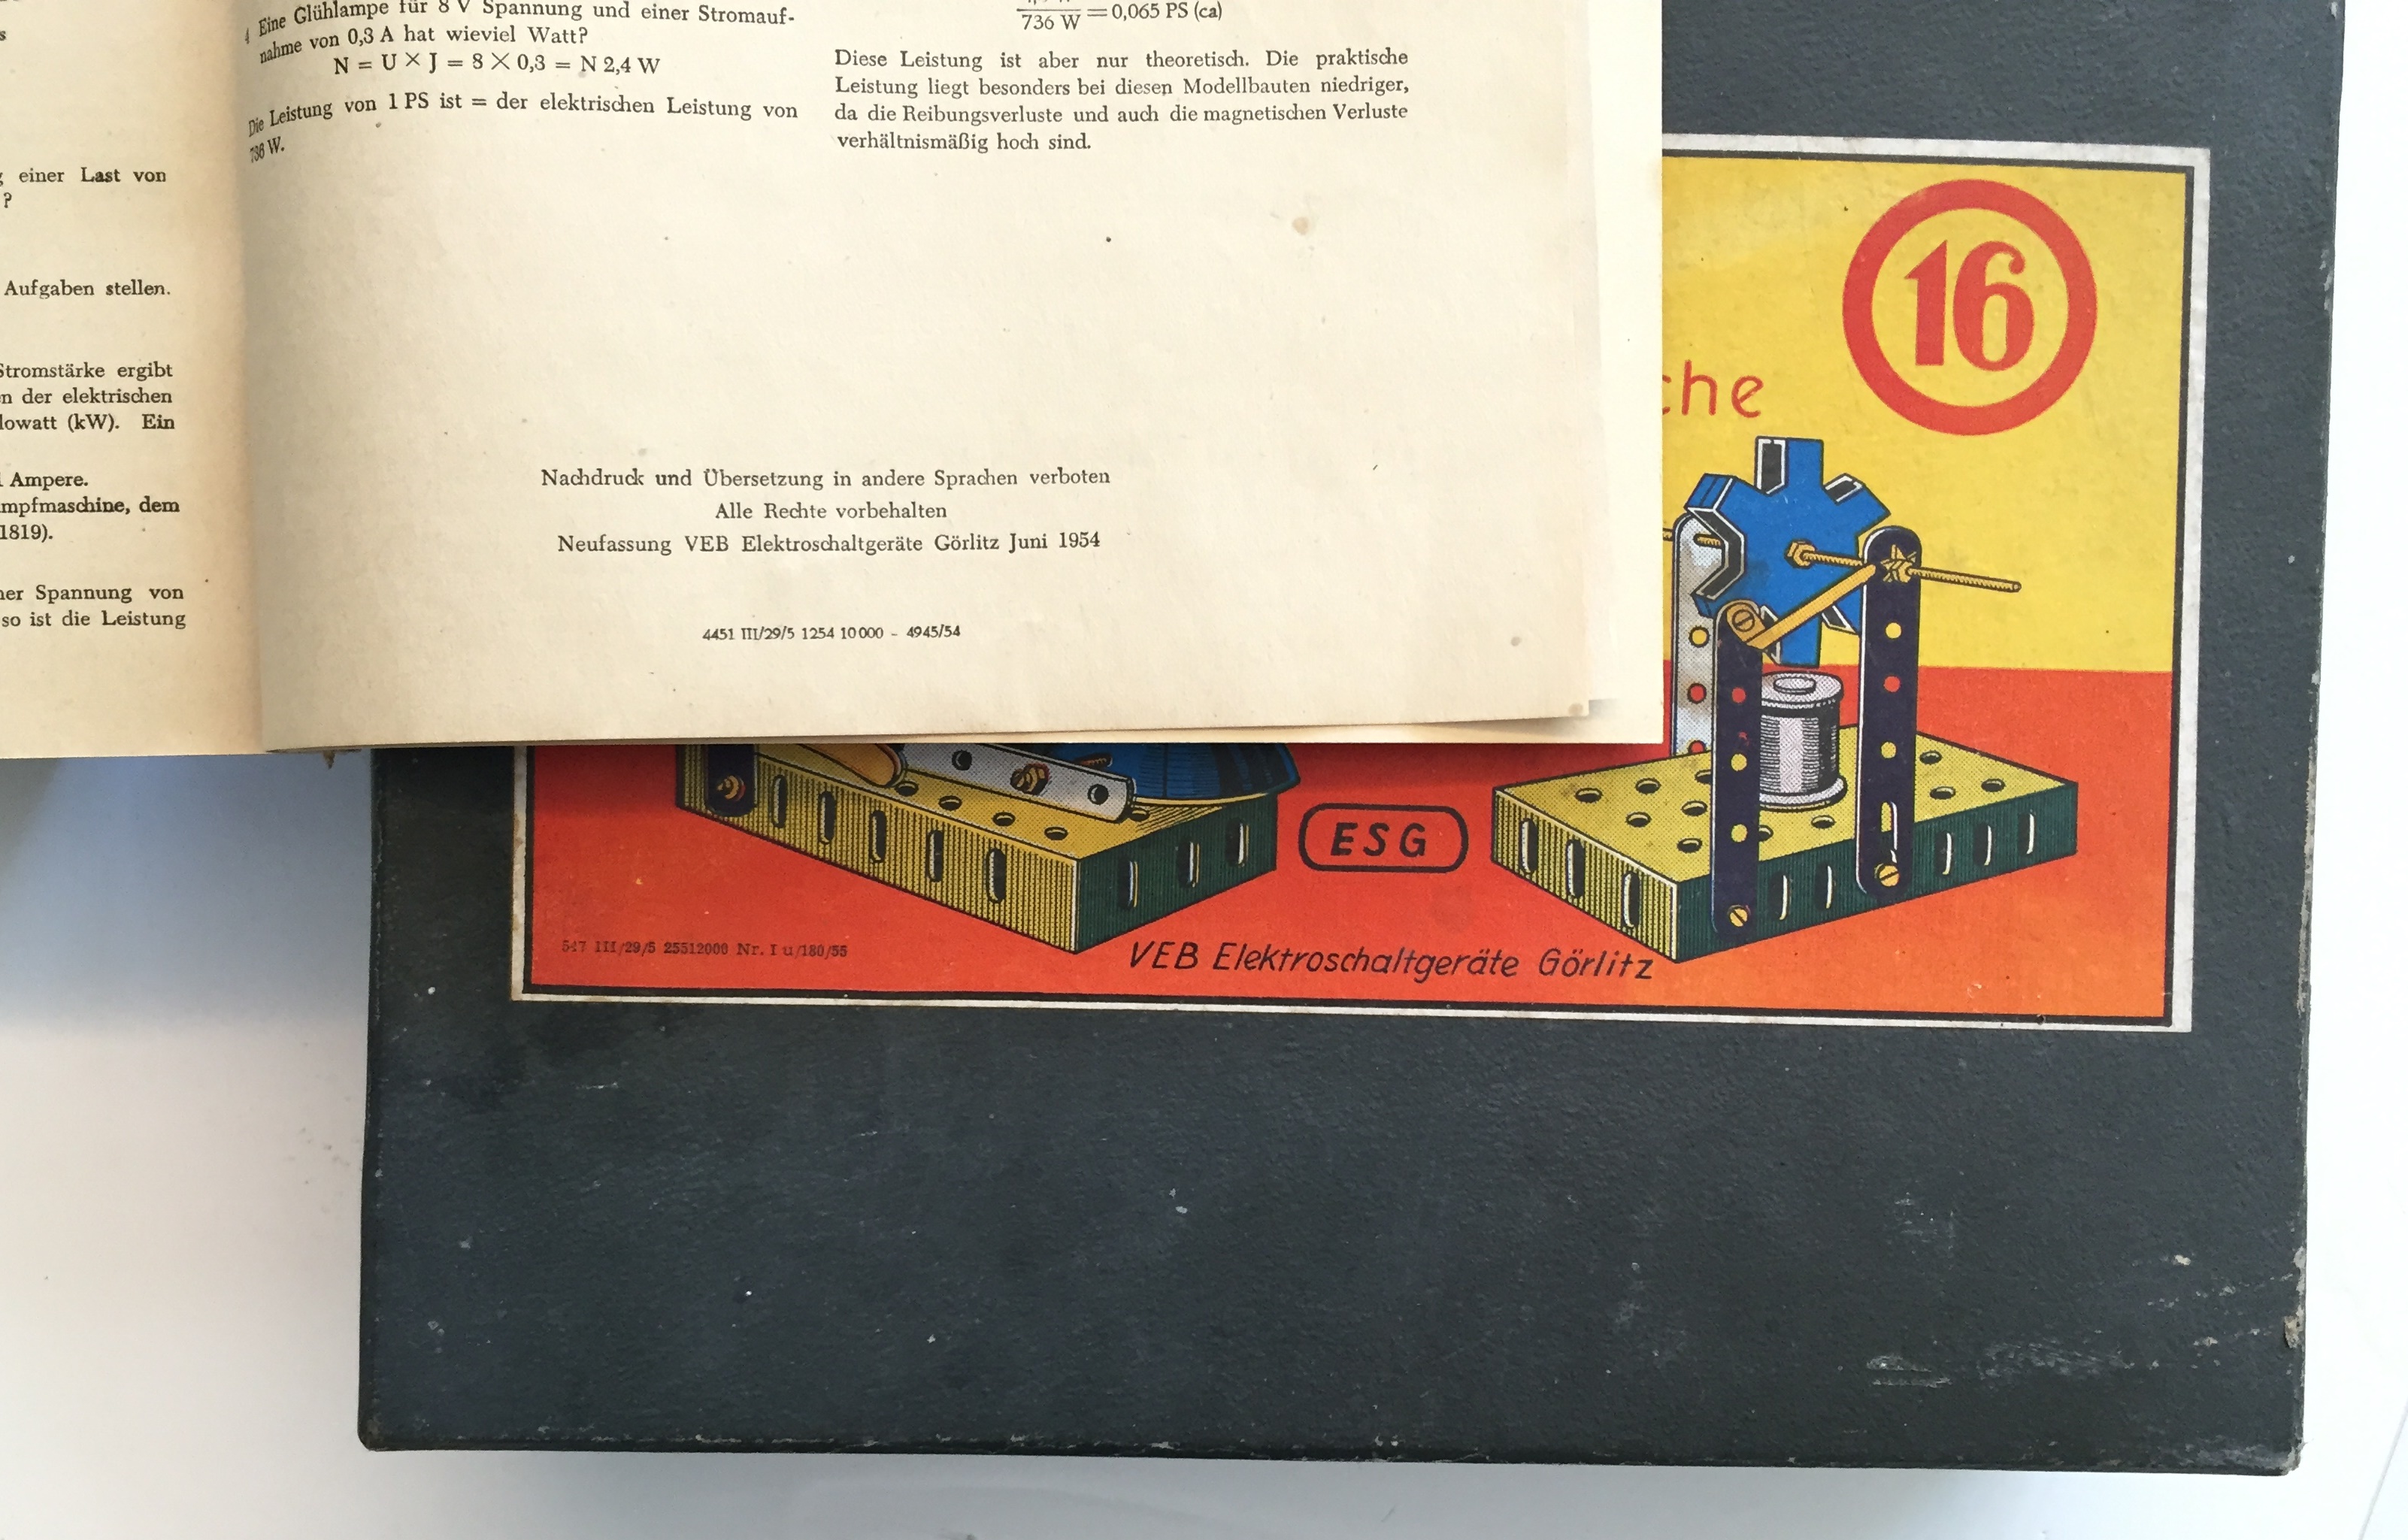 s
einer Last von
?
Aufgaben stellen.
Stromstärke ergibt
n der elektrischen
lowatt (kW). Ein
Ampere.
mpfmaschine, dem
1819).
ner Spannung von
so ist die Leistung
Eine Glühlampe für 8 V Spannung und einer Stromauf-
nahme von 0,3 A hat wieviel Watt?
N = U × J = 8 × 0,3 = N 2,4 W
Die Leistung von 1 PS ist = der elektrischen Leistung von
736 W.
736 W = 0,065 PS (ca)
Diese Leistung ist aber nur theoretisch. Die praktische
Leistung liegt besonders bei diesen Modellbauten niedriger,
da die Reibungsverluste und auch die magnetischen Verluste
verhältnismäßig hoch sind.
Nachdruck und Übersetzung in andere Sprachen verboten
Alle Rechte vorbehalten
Neufassung VEB Elektroschaltgeräte Görlitz Juni 1954
4451 III/29/5 1254 10 000 - 4945/54
16
che
ESG
547 III/29/5 25512000 Nr. I u/180/55
VEB Elektroschaltgeräte Görlitz